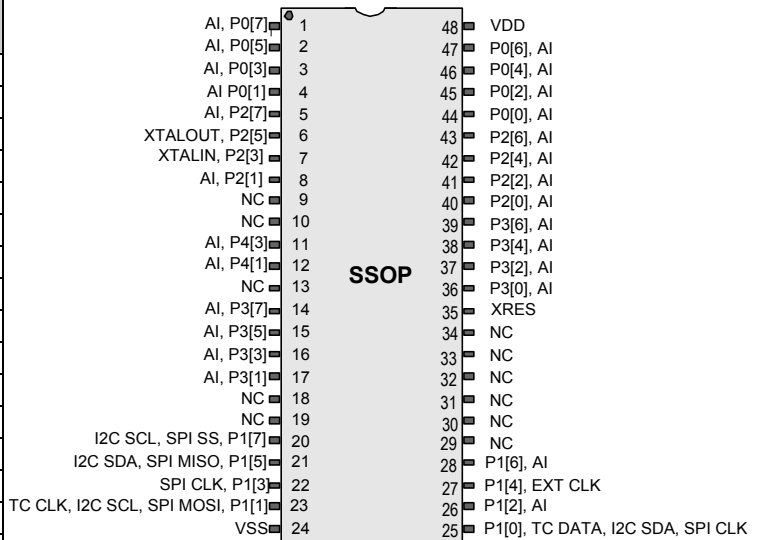 AI, P0[7] 1 48 VDD
AI, P0[5] 2 47 P0[6], AI
AI, P0[3] 3 46 P0[4], AI
AI P0[1] 4 45 P0[2], AI
AI, P2[7] 5 44 P0[0], AI
XTALOUT, P2[5] 6 43 P2[6], AI
XTALIN, P2[3] 7 42 P2[4], AI
AI, P2[1] 8 41 P2[2], AI
NC 9 40 P2[0], AI
NC 10 39 P3[6], AI
AI, P4[3] 11 38 P3[4], AI
AI, P4[1] 12 37 P3[2], AI
SSOP
NC 13 36 P3[0], AI
AI, P3[7] 14 35 XRES
AI, P3[5] 15 34 NC
AI, P3[3] 16 33 NC
AI, P3[1] 17 32 NC
NC 18 31 NC
NC 19 30 NC
I2C SCL, SPI SS, P1[7] 20 29 NC
I2C SDA, SPI MISO, P1[5] 21 28 P1[6], AI
SPI CLK, P1[3] 22 27 P1[4], EXT CLK
TC CLK, I2C SCL, SPI MOSI, P1[1] 23 26 P1[2], AI
VSS 24 25 P1[0], TC DATA, I2C SDA, SPI CLK